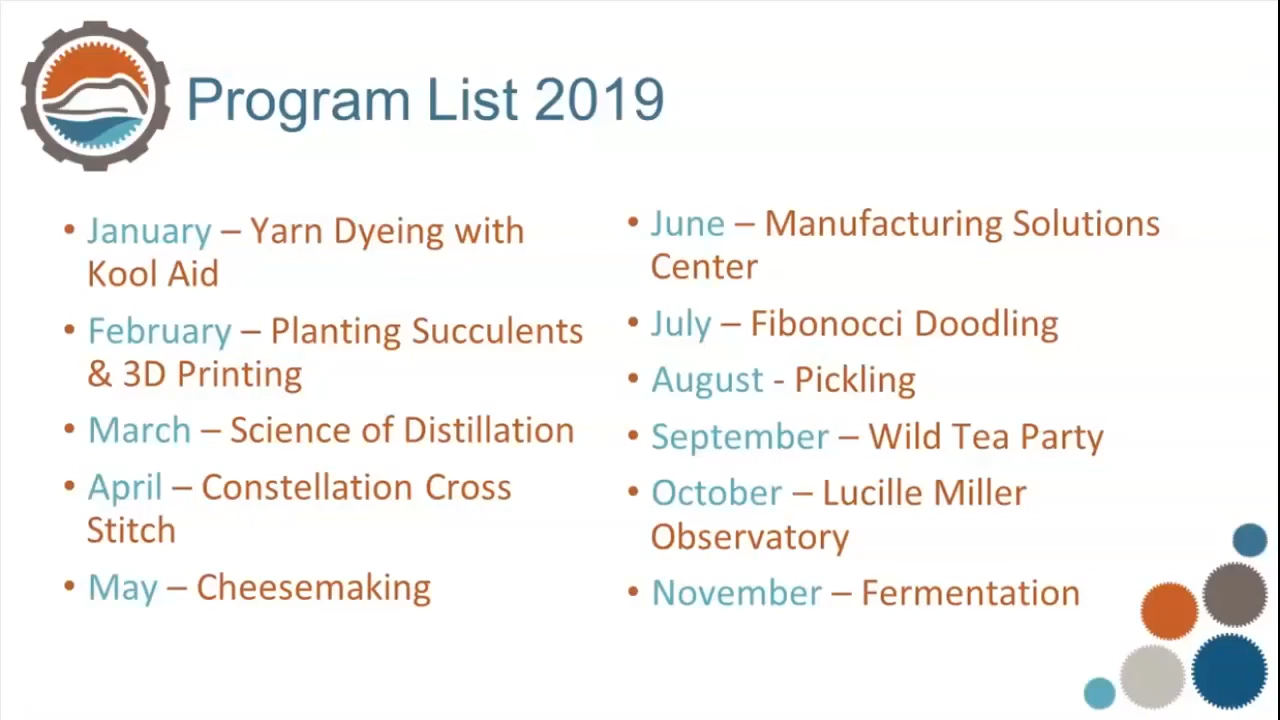 Program List 2019
• January – Yarn Dyeing with
Kool Aid
• February – Planting Succulents
& 3D Printing
• March – Science of Distillation
• April – Constellation Cross
Stitch
• May – Cheesemaking
• June – Manufacturing Solutions
Center
• July – Fibonocci Doodling
• August - Pickling
• September – Wild Tea Party
• October – Lucille Miller
Observatory
• November – Fermentation